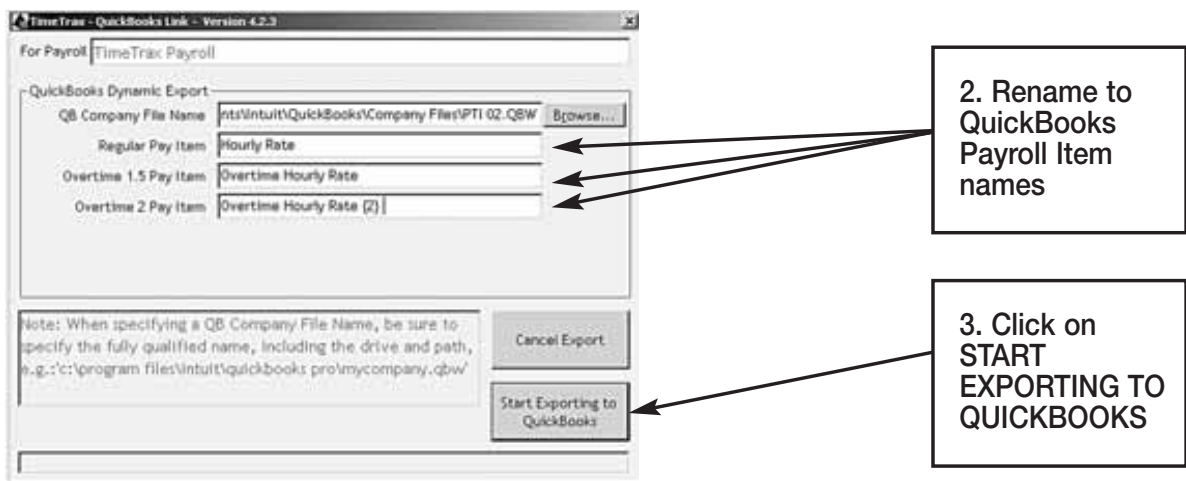 TimeTrax - QuickBooks Link - Version 4.2.3
For Payroll TimeTrax Payroll
QuickBooks Dynamic Export
QB Company File Name nts\Intuit\QuickBooks\Company Files\PTI 02.QBW Browse...
Regular Pay Item Hourly Rate
Overtime 1.5 Pay Item Overtime Hourly Rate
Overtime 2 Pay Item Overtime Hourly Rate (2)
Note: When specifying a QB Company File Name, be sure to
specify the fully qualified name, including the drive and path,
e.g.:'c:\program files\intuit\quickbooks pro\mycompany.qbw'
Cancel Export
Start Exporting to
QuickBooks
2. Rename to
QuickBooks
Payroll Item
names
3. Click on
START
EXPORTING TO
QUICKBOOKS